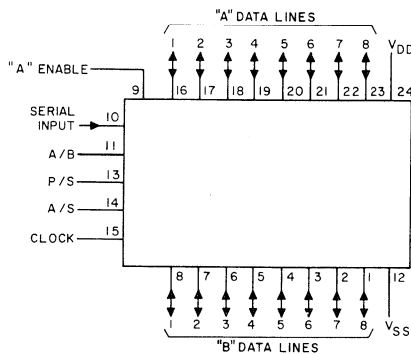 "A" DATA LINES
1 2 3 4 5 6 7 8
V DD
"A" ENABLE
9 16 17 18 19 20 21 22 23 24
SERIAL INPUT 10
A/B 11
P/S 13
A/S 14
CLOCK 15
8 7 6 5 4 3 2 1 12
1 2 3 4 5 6 7 8
VSS
"B" DATA LINES